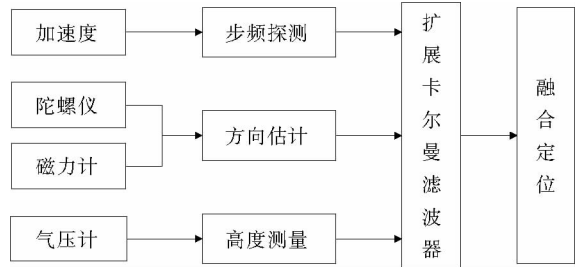 加速度
步频探测
陀螺仪
磁力计
方向估计
气压计
高度测量
扩展卡尔曼滤波器
融合定位